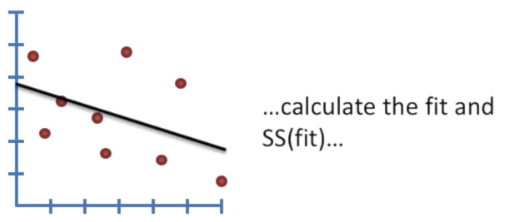 ...calculate the fit and
SS(fit)...